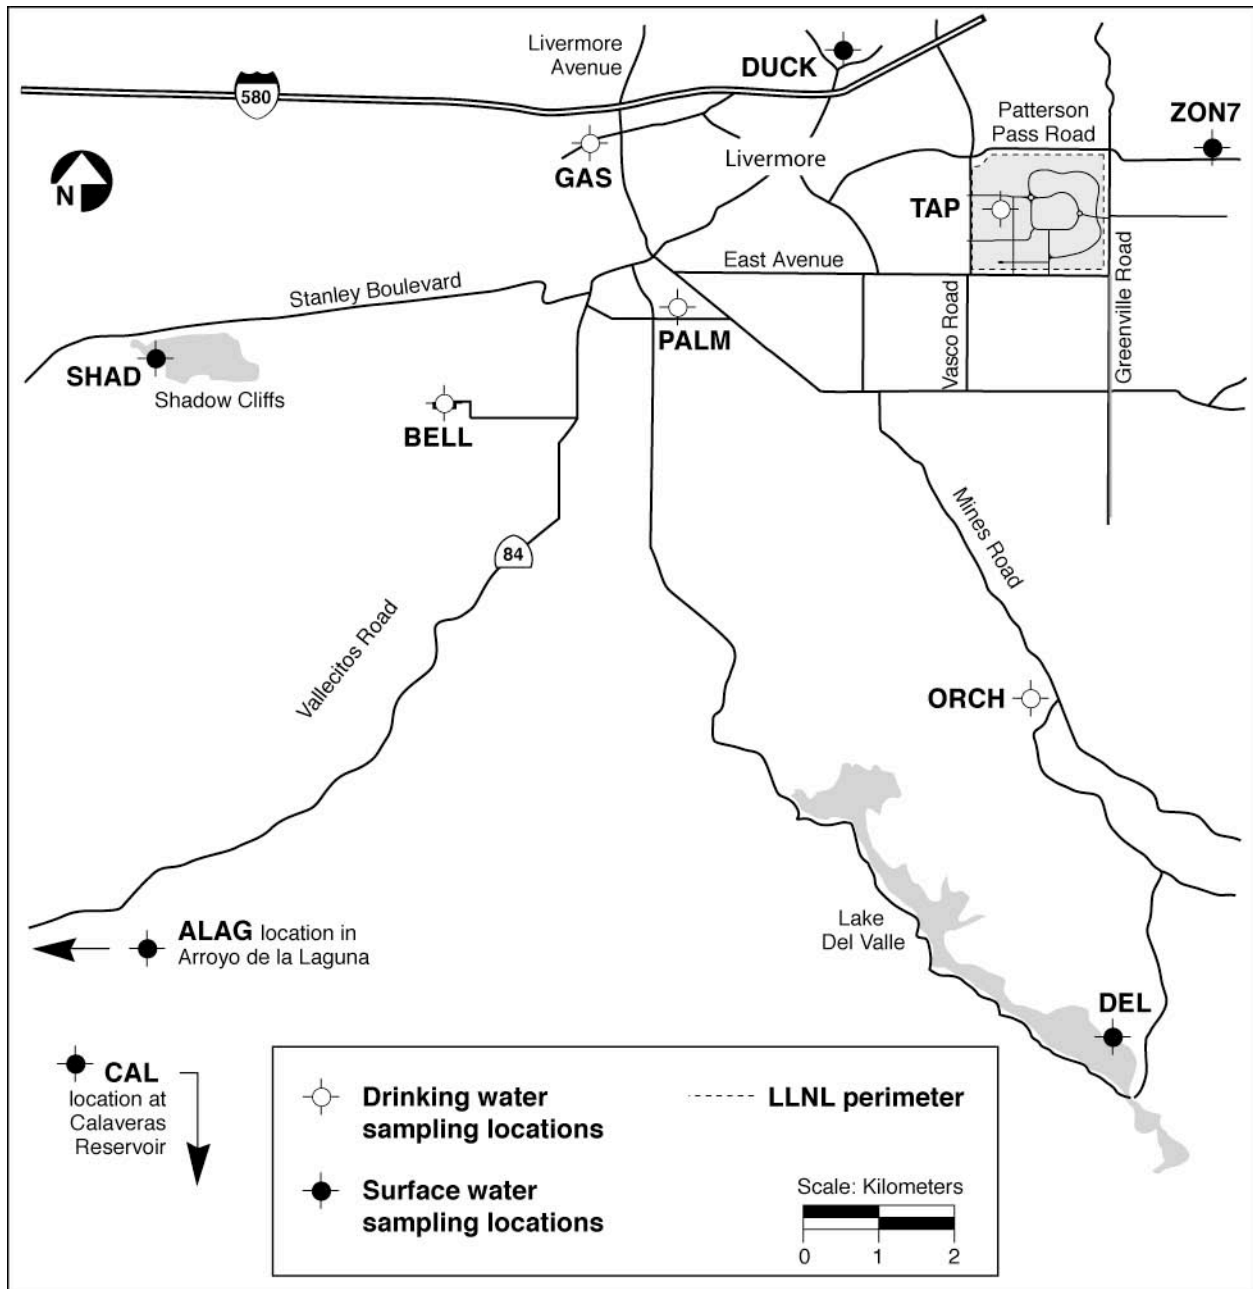 Livermore
Avenue
DUCK
580
Patterson
Pass Road
ZON7
GAS
Livermore
N
TAP
East Avenue
Stanley Boulevard
Vasco Road
Greenville Road
PALM
SHAD
Shadow Cliffs
BELL
84
Mines Road
Vallecitos Road
ORCH
ALAG location in
Arroyo de la Laguna
Lake
Del Valle
DEL
CAL
location at
Calaveras
Reservoir
Drinking water
sampling locations
LLNL perimeter
Surface water
sampling locations
Scale: Kilometers
0 1 2